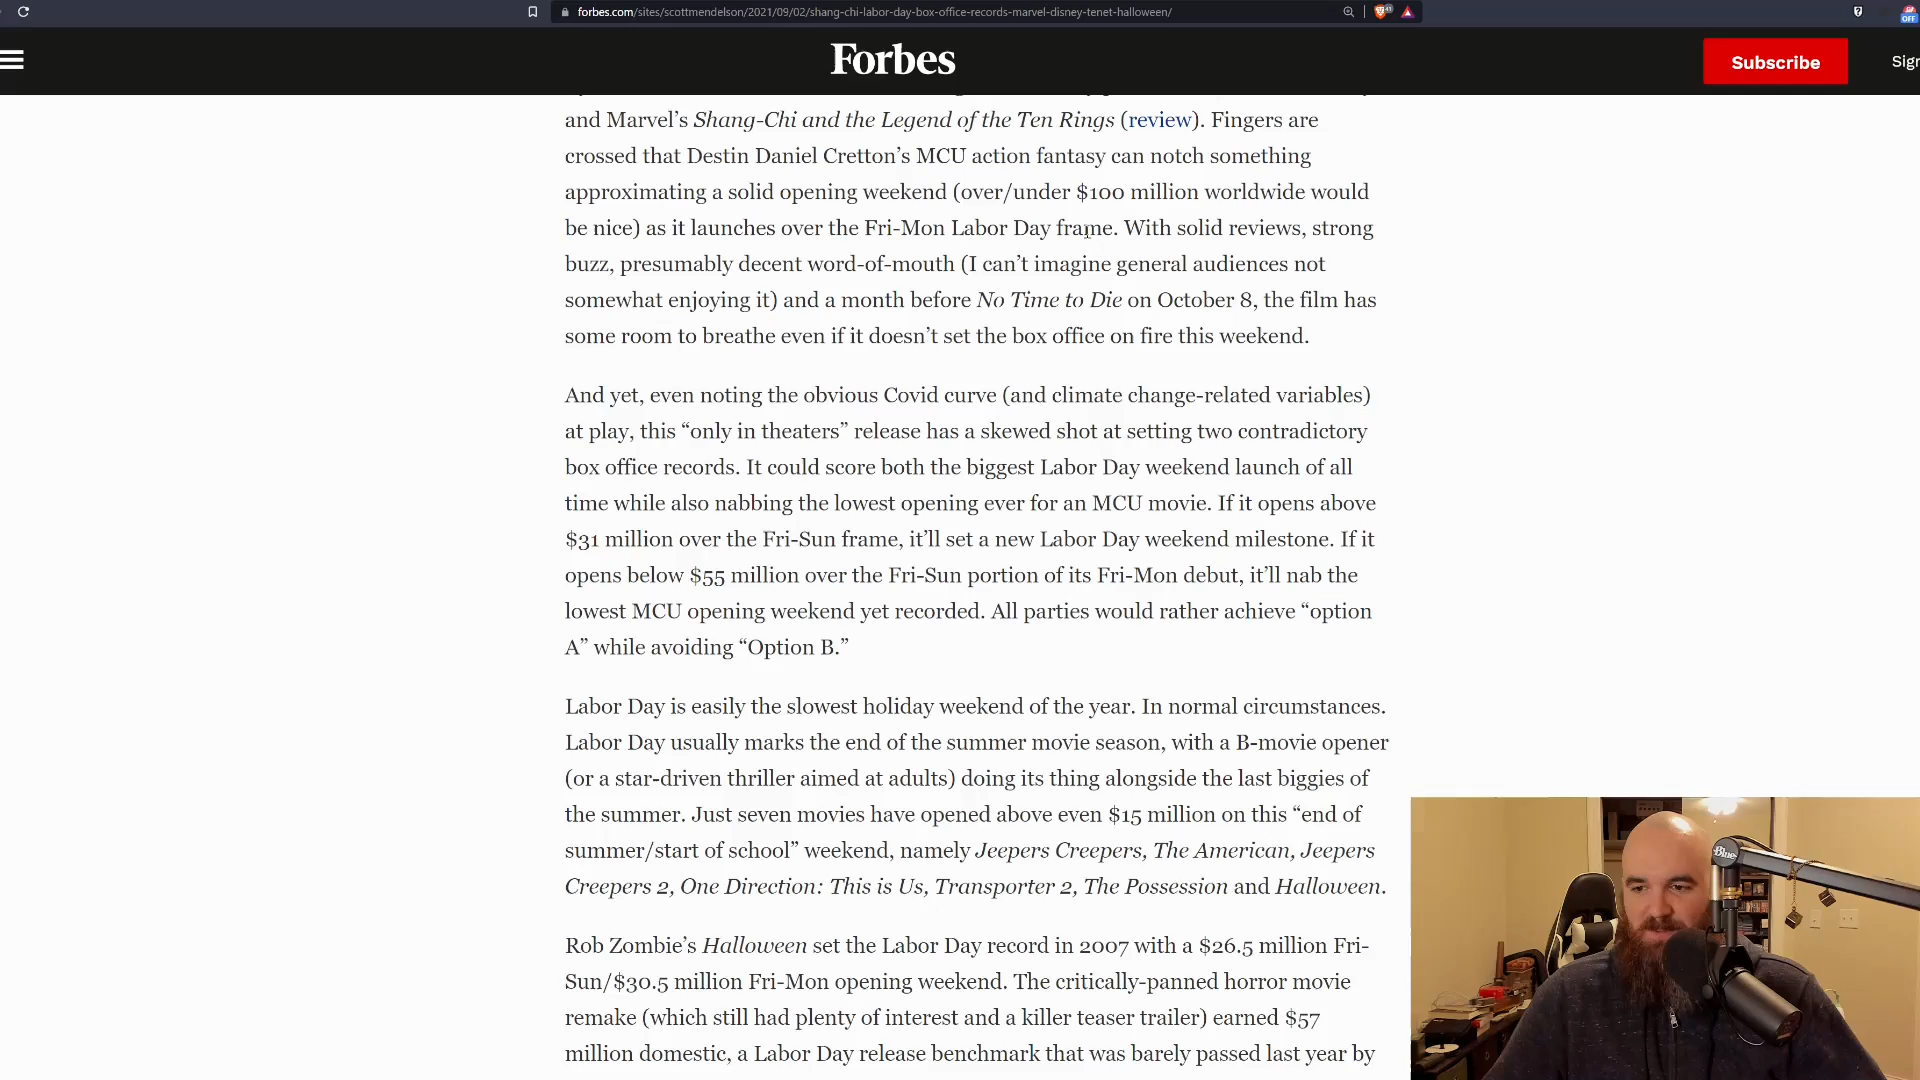 forbes.com/sites/scottmendelson/2021/09/02/shang-chi-labor-day-box-office-records-marvel-disney-tenet-halloween/
OFF
Forbes
Subscribe
Sign
and Marvel’s Shang-Chi and the Legend of the Ten Rings (review). Fingers are
crossed that Destin Daniel Cretton’s MCU action fantasy can notch something
approximating a solid opening weekend (over/under $100 million worldwide would
be nice) as it launches over the Fri-Mon Labor Day frame. With solid reviews, strong
buzz, presumably decent word-of-mouth (I can’t imagine general audiences not
somewhat enjoying it) and a month before No Time to Die on October 8, the film has
some room to breathe even if it doesn’t set the box office on fire this weekend.
And yet, even noting the obvious Covid curve (and climate change-related variables)
at play, this “only in theaters” release has a skewed shot at setting two contradictory
box office records. It could score both the biggest Labor Day weekend launch of all
time while also nabbing the lowest opening ever for an MCU movie. If it opens above
$31 million over the Fri-Sun frame, it’ll set a new Labor Day weekend milestone. If it
opens below $55 million over the Fri-Sun portion of its Fri-Mon debut, it’ll nab the
lowest MCU opening weekend yet recorded. All parties would rather achieve “option
A” while avoiding “Option B.”
Labor Day is easily the slowest holiday weekend of the year. In normal circumstances.
Labor Day usually marks the end of the summer movie season, with a B-movie opener
(or a star-driven thriller aimed at adults) doing its thing alongside the last biggies of
the summer. Just seven movies have opened above even $15 million on this “end of
summer/start of school” weekend, namely Jeepers Creepers, The American, Jeepers
Creepers 2, One Direction: This is Us, Transporter 2, The Possession and Halloween.
Rob Zombie’s Halloween set the Labor Day record in 2007 with a $26.5 million Fri-
Sun/$30.5 million Fri-Mon opening weekend. The critically-panned horror movie
remake (which still had plenty of interest and a killer teaser trailer) earned $57
million domestic, a Labor Day release benchmark that was barely passed last year by
Blue